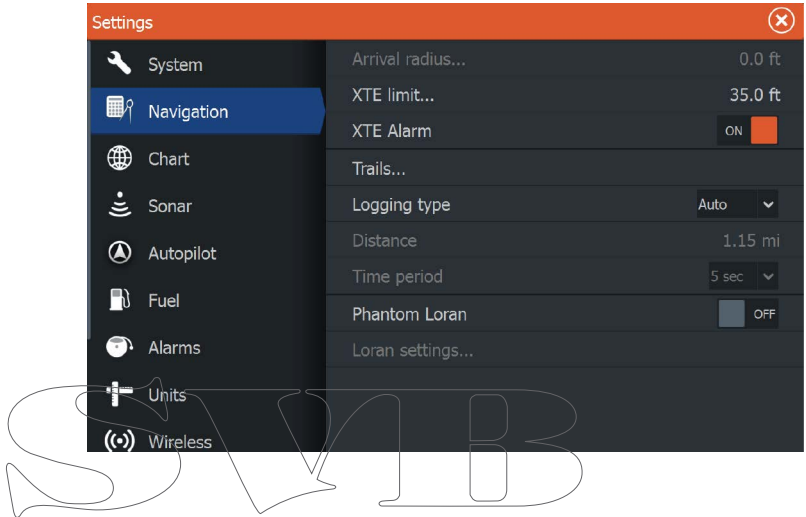 Settings
System
Navigation
Chart
Sonar
Autopilot
Fuel
Alarms
Units
Wireless
Arrival radius... 0.0 ft
XTE limit... 35.0 ft
XTE Alarm ON
Trails...
Logging type Auto
Distance 1.15 mi
Time period 5 sec
Phantom Loran OFF
Loran settings...
SVB